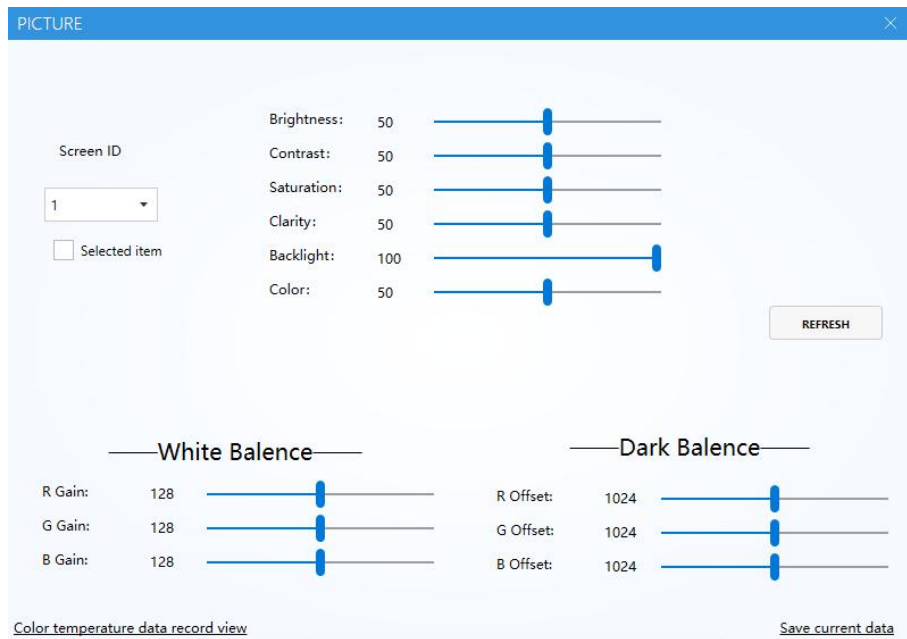 PICTURE
Screen ID
1
Selected item
Brightness: 50
Contrast: 50
Saturation: 50
Clarity: 50
Backlight: 100
Color: 50
REFRESH
White Balence
R Gain: 128
G Gain: 128
B Gain: 128
Dark Balence
R Offset: 1024
G Offset: 1024
B Offset: 1024
Color temperature data record view
Save current data